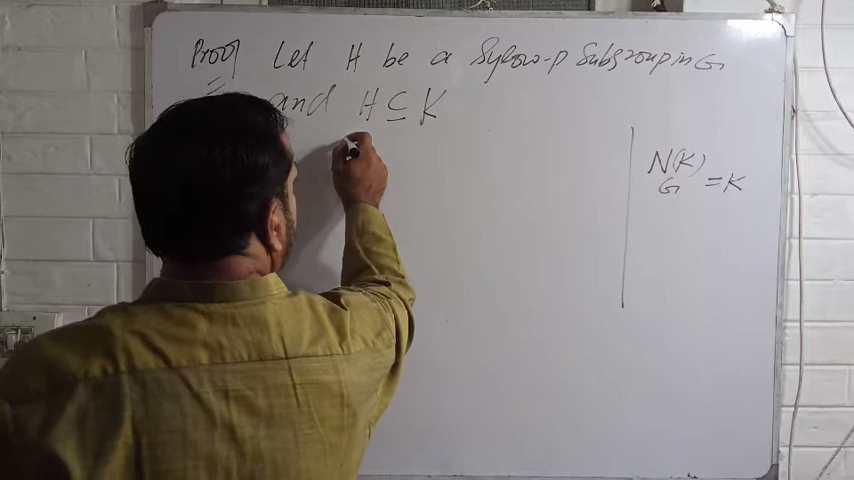 Proof Let H be a Sylow-p Subgroup in G
and H ⊆ K
N(K)
G = K